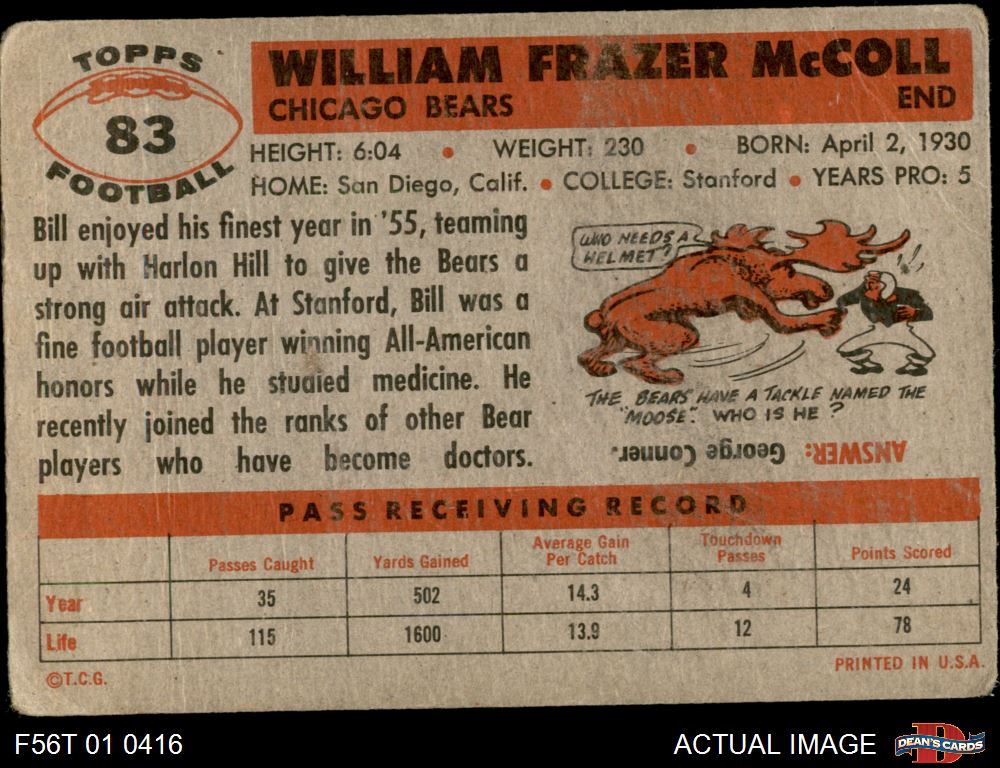 TOPPS
83
FOOTBALL
WILLIAM FRAZER McCOLL
CHICAGO BEARS END
HEIGHT: 6:04 • WEIGHT: 230 • BORN: April 2, 1930
HOME: San Diego, Calif. • COLLEGE: Stanford • YEARS PRO: 5
Bill enjoyed his finest year in '55, teaming
up with Harlon Hill to give the Bears a
strong air attack. At Stanford, Bill was a
fine football player winning All-American
honors while he studied medicine. He
recently joined the ranks of other Bear
players who have become doctors.
WHO NEEDS A
HELMET?
!!
THE BEARS HAVE A TACKLE NAMED THE
"MOOSE". WHO IS HE?
ANSWER: George Conner.
PASS RECEIVING RECORD
Passes Caught Yards Gained Average Gain Per Catch Touchdown Passes Points Scored
Year 35 502 14.3 4 24
Life 115 1600 13.9 12 78
©T.C.G. PRINTED IN U.S.A.
F56T 01 0416 ACTUAL IMAGE D DEAN'S CARDS